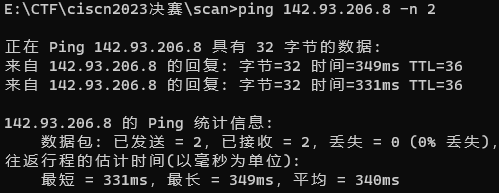 E:\CTF\ciscn2023决赛\scan>ping 142.93.206.8 -n 2
正在 Ping 142.93.206.8 具有 32 字节的数据:
来自 142.93.206.8 的回复: 字节=32 时间=349ms TTL=36
来自 142.93.206.8 的回复: 字节=32 时间=331ms TTL=36
142.93.206.8 的 Ping 统计信息:
数据包: 已发送 = 2，已接收 = 2，丢失 = 0 (0% 丢失)，
往返行程的估计时间(以毫秒为单位):
最短 = 331ms，最长 = 349ms，平均 = 340ms